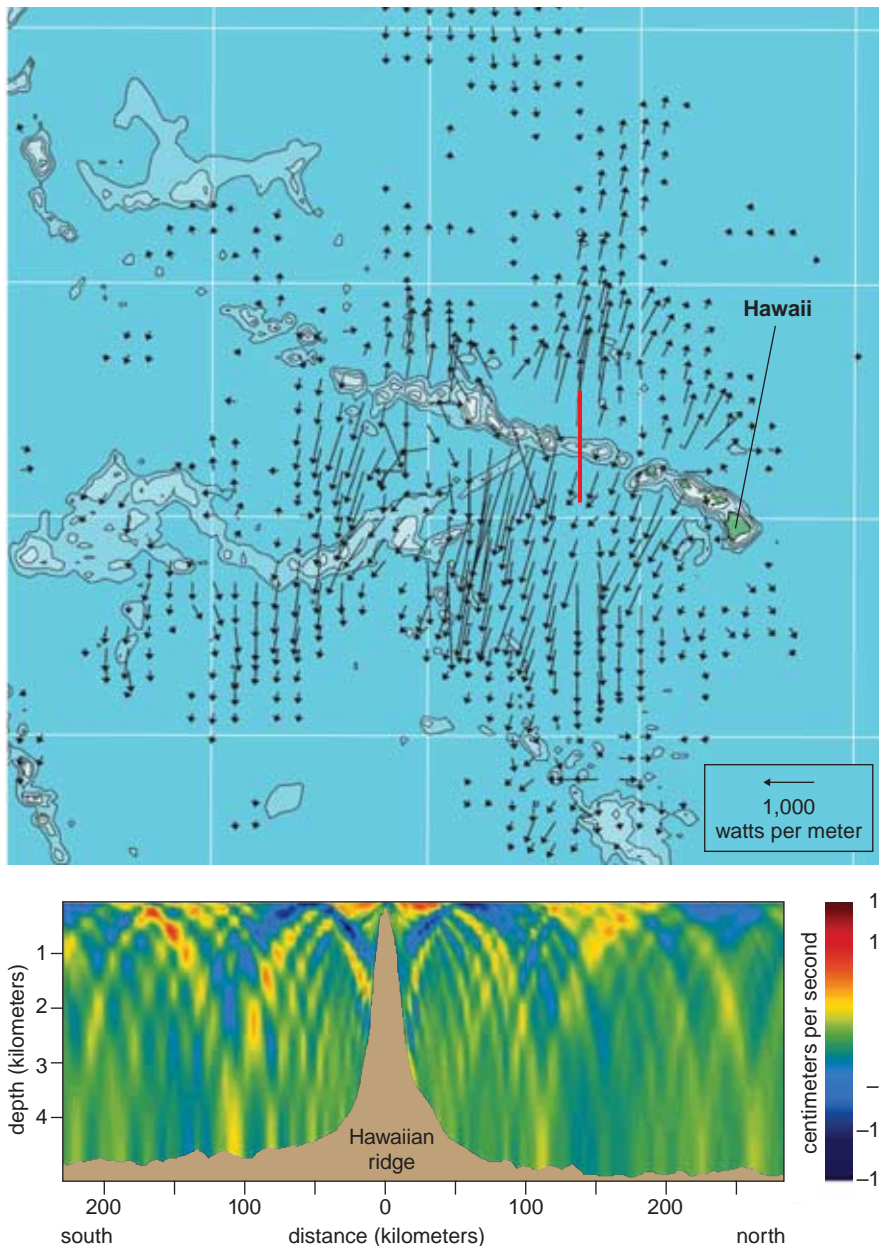 Hawaii
1,000
watts per meter
1
2
3
4
depth (kilometers)
Hawaiian
ridge
200
100
0
100
200
south
distance (kilometers)
north
1
1
–
–1
–1
centimeters per second